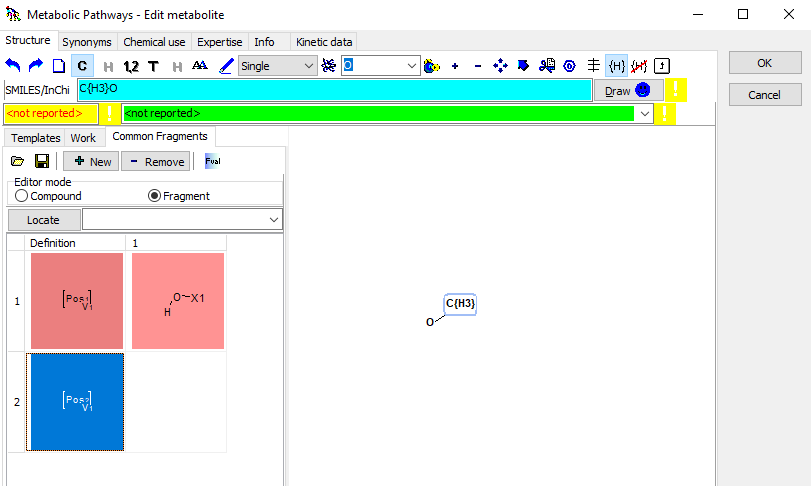 Metabolic Pathways - Edit metabolite
Structure Synonyms Chemical use Expertise Info Kinetic data
C H 1,2 T H AA Single O {H} {H}
OK
SMILES/InChi C{H3}O Draw !
Cancel
<not reported> ! <not reported> !
Templates Work Common Fragments
+ New - Remove Eval
Editor mode
Compound Fragment
Locate
Definition 1
1 [Pos1]V1 H O X1
C{H3}
O
2 [Pos2]V1